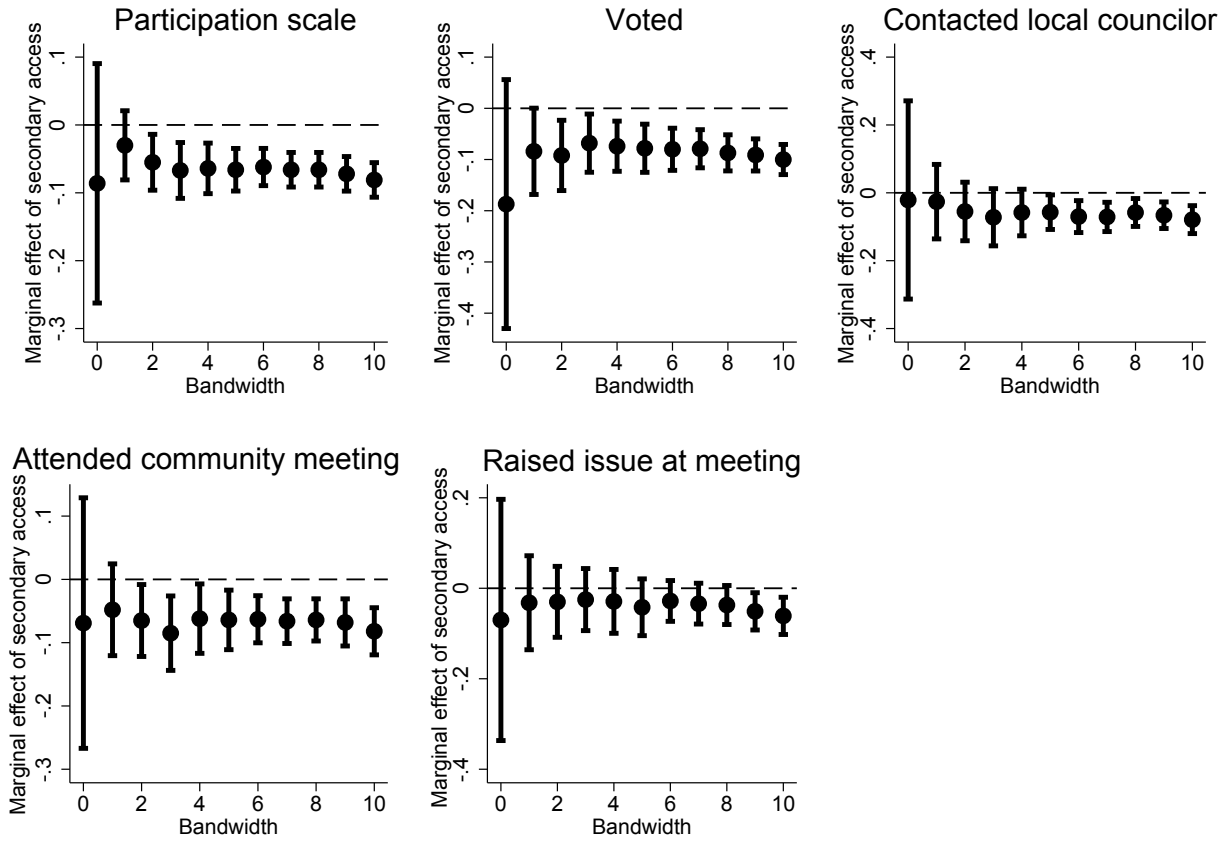 Participation scale
Marginal effect of secondary access
.1
0
-.1
-.2
-.3
0 2 4 6 8 10
Bandwidth
Voted
Marginal effect of secondary access
.1
0
-.1
-.2
-.3
-.4
0 2 4 6 8 10
Bandwidth
Contacted local councilor
Marginal effect of secondary access
.4
.2
0
-.2
-.4
0 2 4 6 8 10
Bandwidth
Attended community meeting
Marginal effect of secondary access
.1
0
-.1
-.2
-.3
0 2 4 6 8 10
Bandwidth
Raised issue at meeting
Marginal effect of secondary access
.2
0
-.2
-.4
0 2 4 6 8 10
Bandwidth